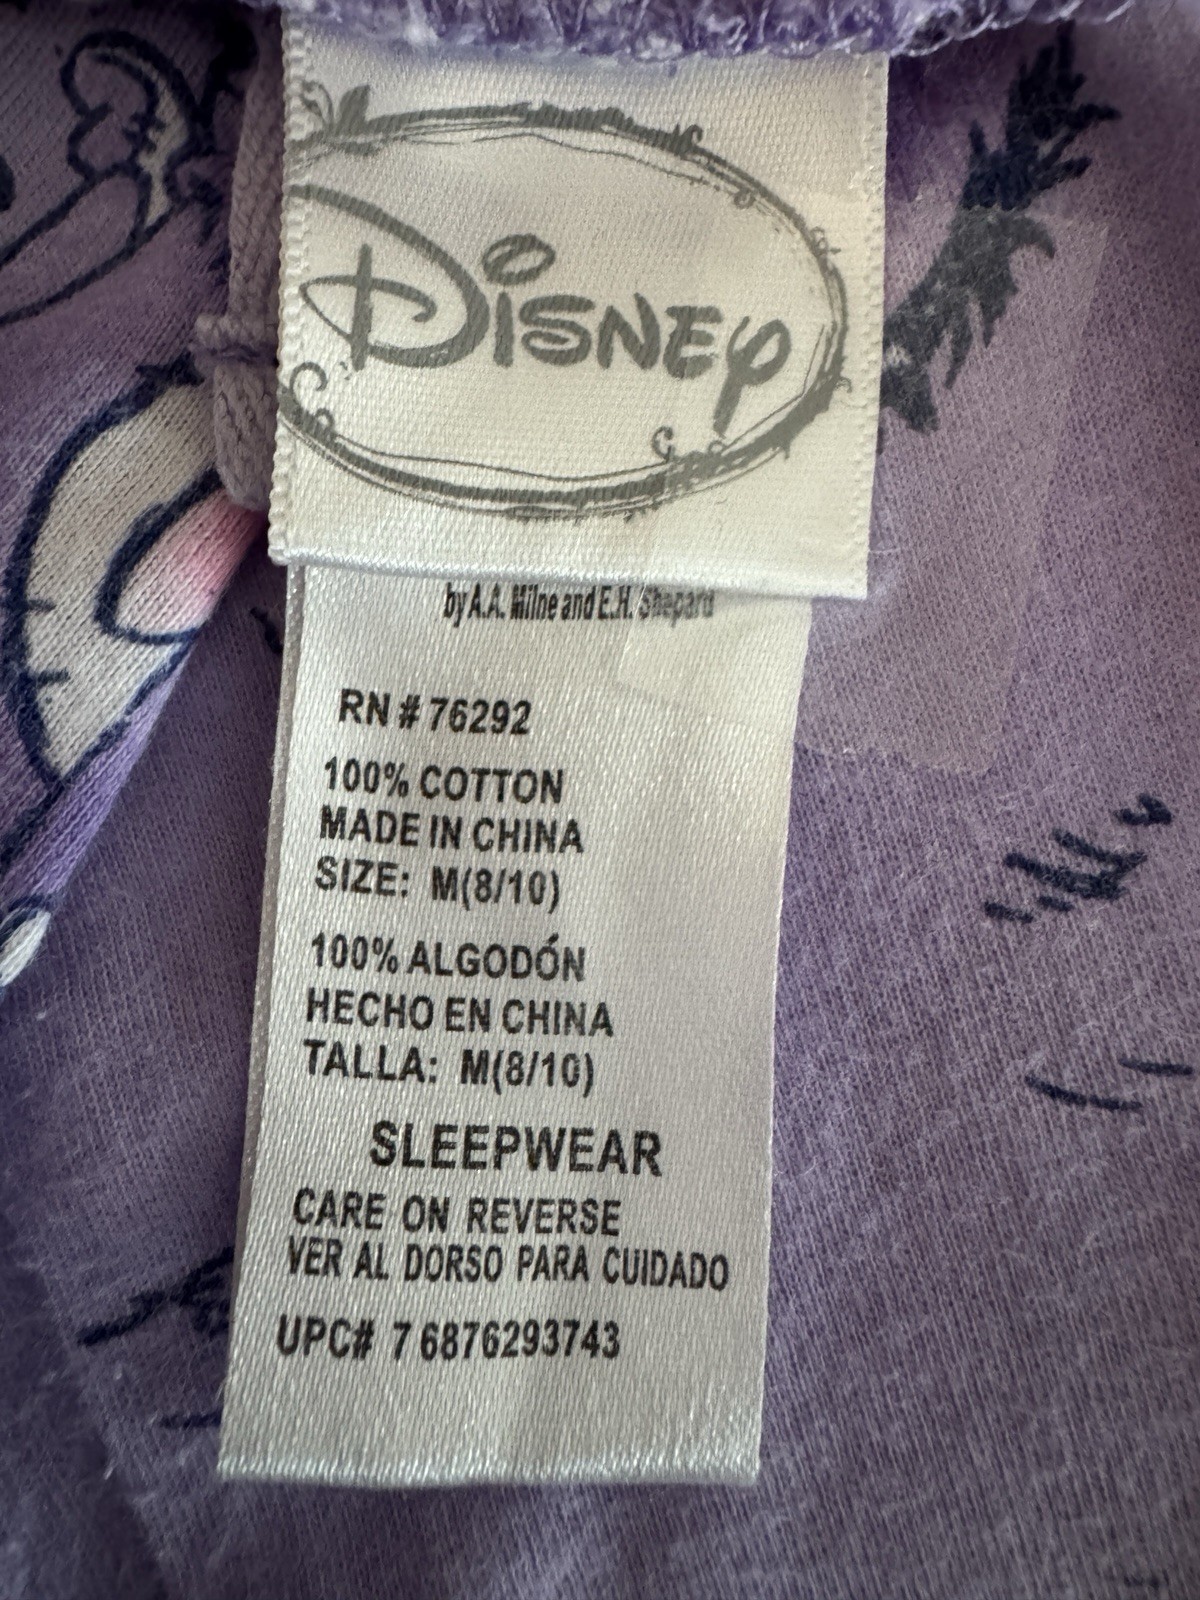 Disney
by A.A. Milne and E.H. Shepard
RN # 76292
100% COTTON
MADE IN CHINA
SIZE: M(8/10)
100% ALGODÓN
HECHO EN CHINA
TALLA: M(8/10)
SLEEPWEAR
CARE ON REVERSE
VER AL DORSO PARA CUIDADO
UPC# 7 6876293743